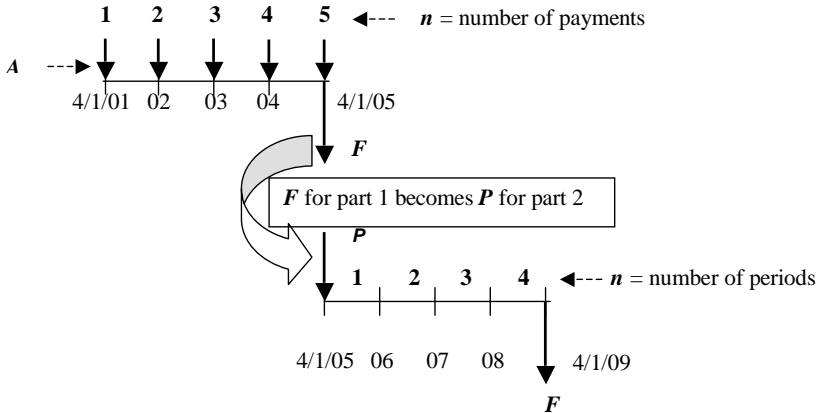 1 2 3 4 5 n = number of payments
A
4/1/01 02 03 04 4/1/05
F
F for part 1 becomes P for part 2
P
1 2 3 4 n = number of periods
4/1/05 06 07 08 4/1/09
F